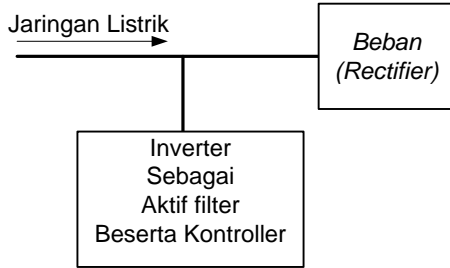 Jaringan Listrik
Beban
(Rectifier)
Inverter
Sebagai
Aktif filter
Beserta Kontroller